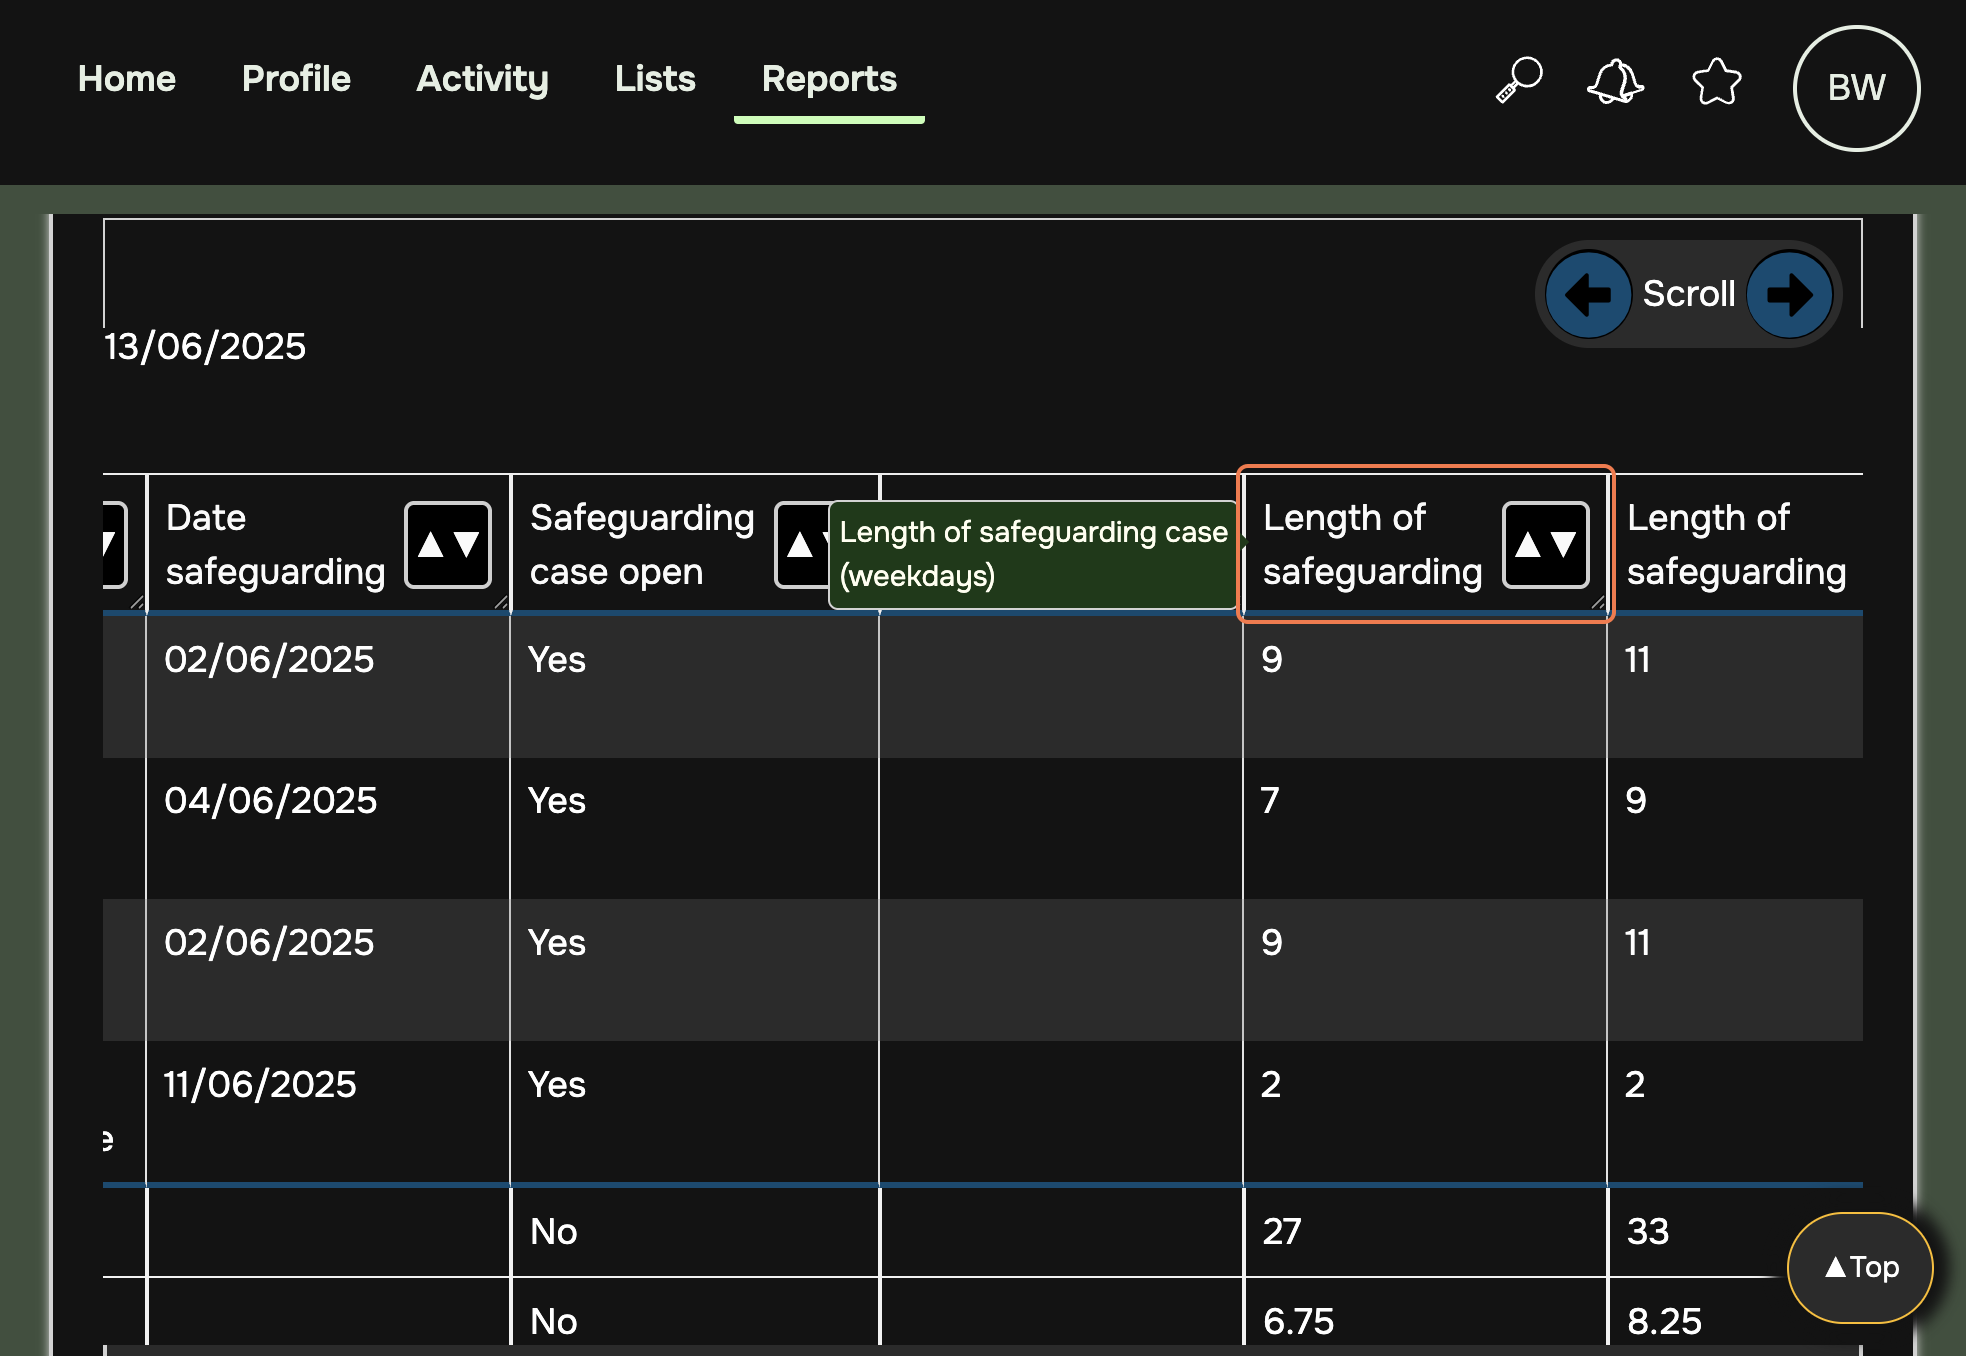 Home Profile Activity Lists Reports BW
Scroll
13/06/2025
Date safeguarding ▲▼ Safeguarding case open ▲ Length of safeguarding case (weekdays) Length of safeguarding ▲▼ Length of safeguarding
02/06/2025 Yes 9 11
04/06/2025 Yes 7 9
02/06/2025 Yes 9 11
11/06/2025 Yes 2 2
e
No 27 33
▲Top
No 6.75 8.25